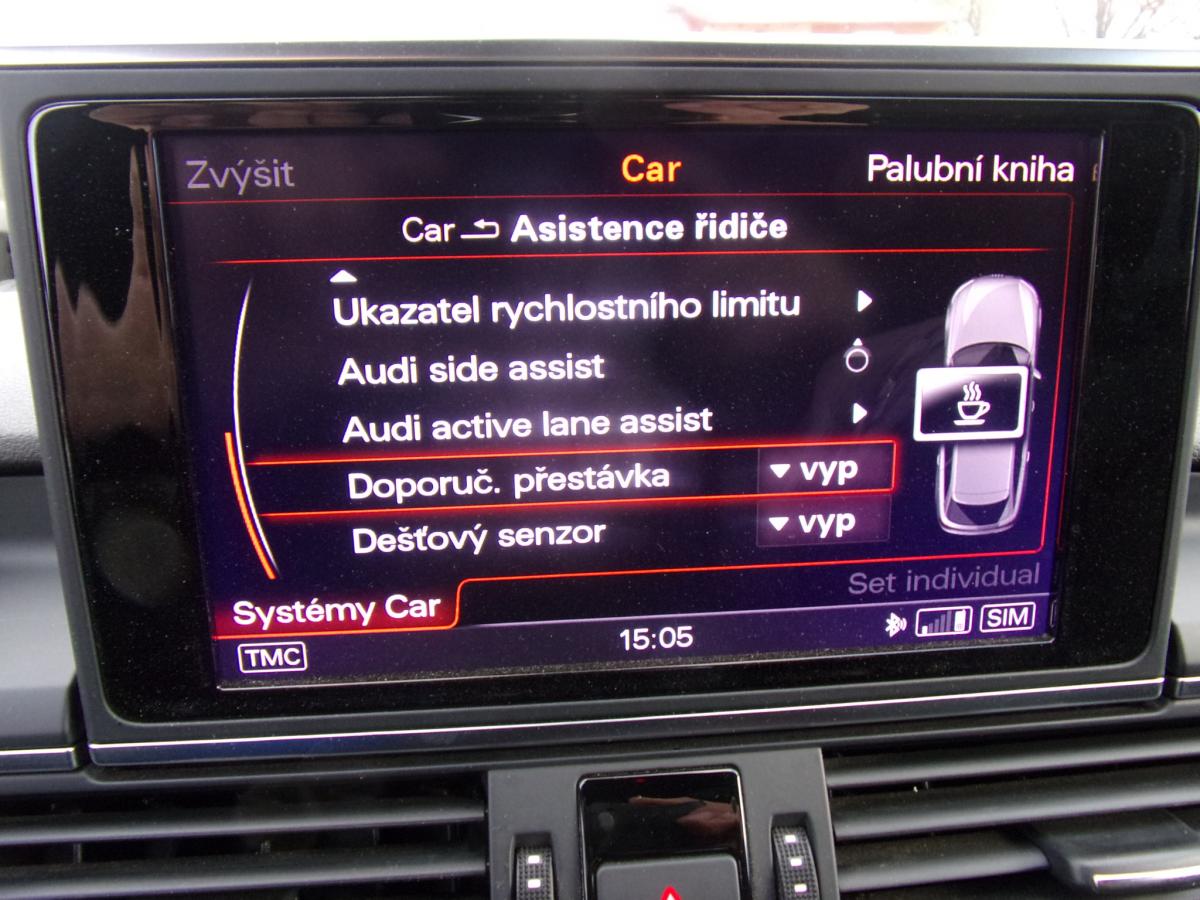 Zvýšit
Car
Palubní kniha
Car Asistence řidiče
Ukazatel rychlostního limitu
Audi side assist
Audi active lane assist
Doporuč. přestávka vyp
Dešťový senzor vyp
Set individual
Systémy Car
TMC
15:05
SIM